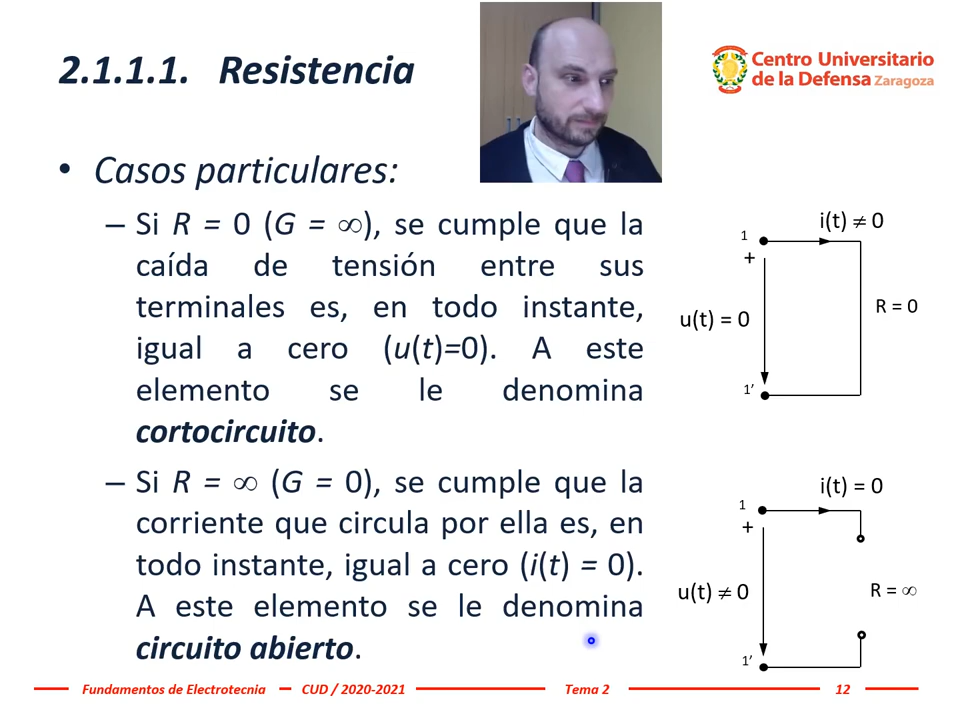 2.1.1.1. Resistencia
Centro Universitario
de la Defensa Zaragoza
• Casos particulares:
– Si R = 0 (G = ∞), se cumple que la
caída de tensión entre sus
terminales es, en todo instante,
igual a cero (u(t)=0). A este
elemento se le denomina
cortocircuito.
– Si R = ∞ (G = 0), se cumple que la
corriente que circula por ella es, en
todo instante, igual a cero (i(t) = 0).
A este elemento se le denomina
circuito abierto.
i(t) ≠ 0
1
+
u(t) = 0
R = 0
1’
i(t) = 0
1
+
u(t) ≠ 0
R = ∞
1’
Fundamentos de Electrotecnia
CUD / 2020-2021
Tema 2
12